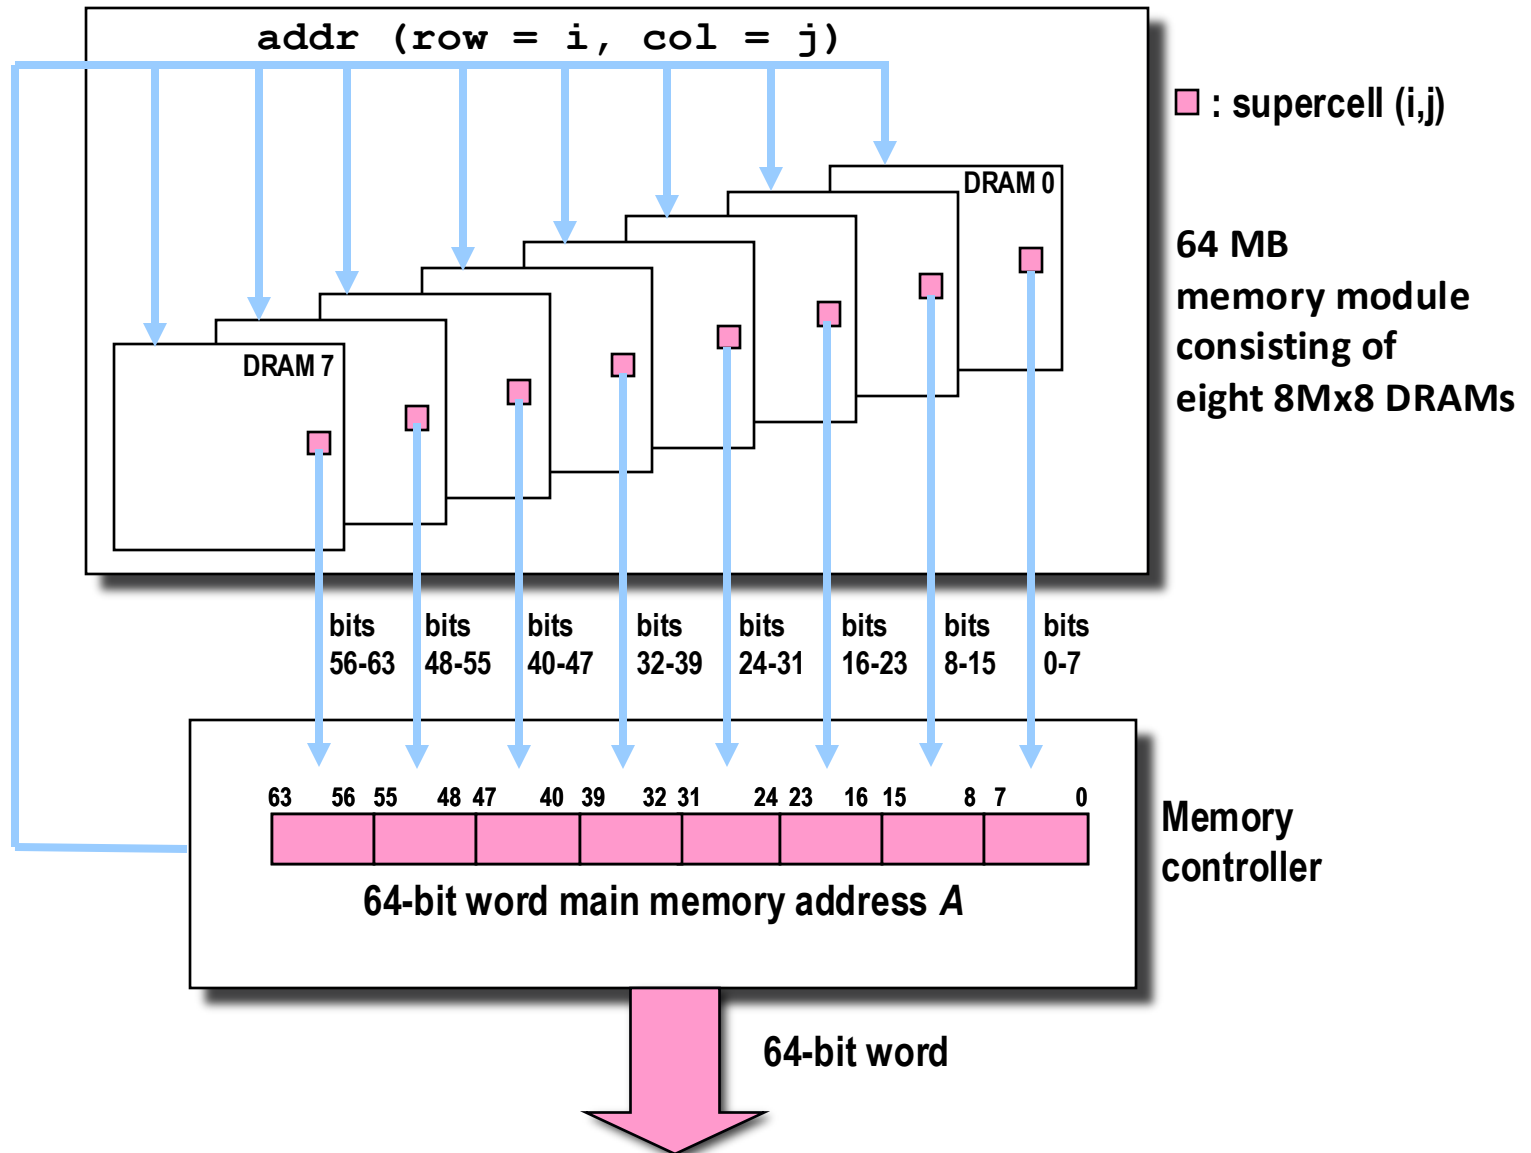 addr (row = i, col = j)
: supercell (i,j)
DRAM 0
64 MB
memory module
consisting of
eight 8Mx8 DRAMs
DRAM 7
bits
56-63
bits
48-55
bits
40-47
bits
32-39
bits
24-31
bits
16-23
bits
8-15
bits
0-7
63 56 55 48 47 40 39 32 31 24 23 16 15 8 7 0
Memory
controller
64-bit word main memory address A
64-bit word